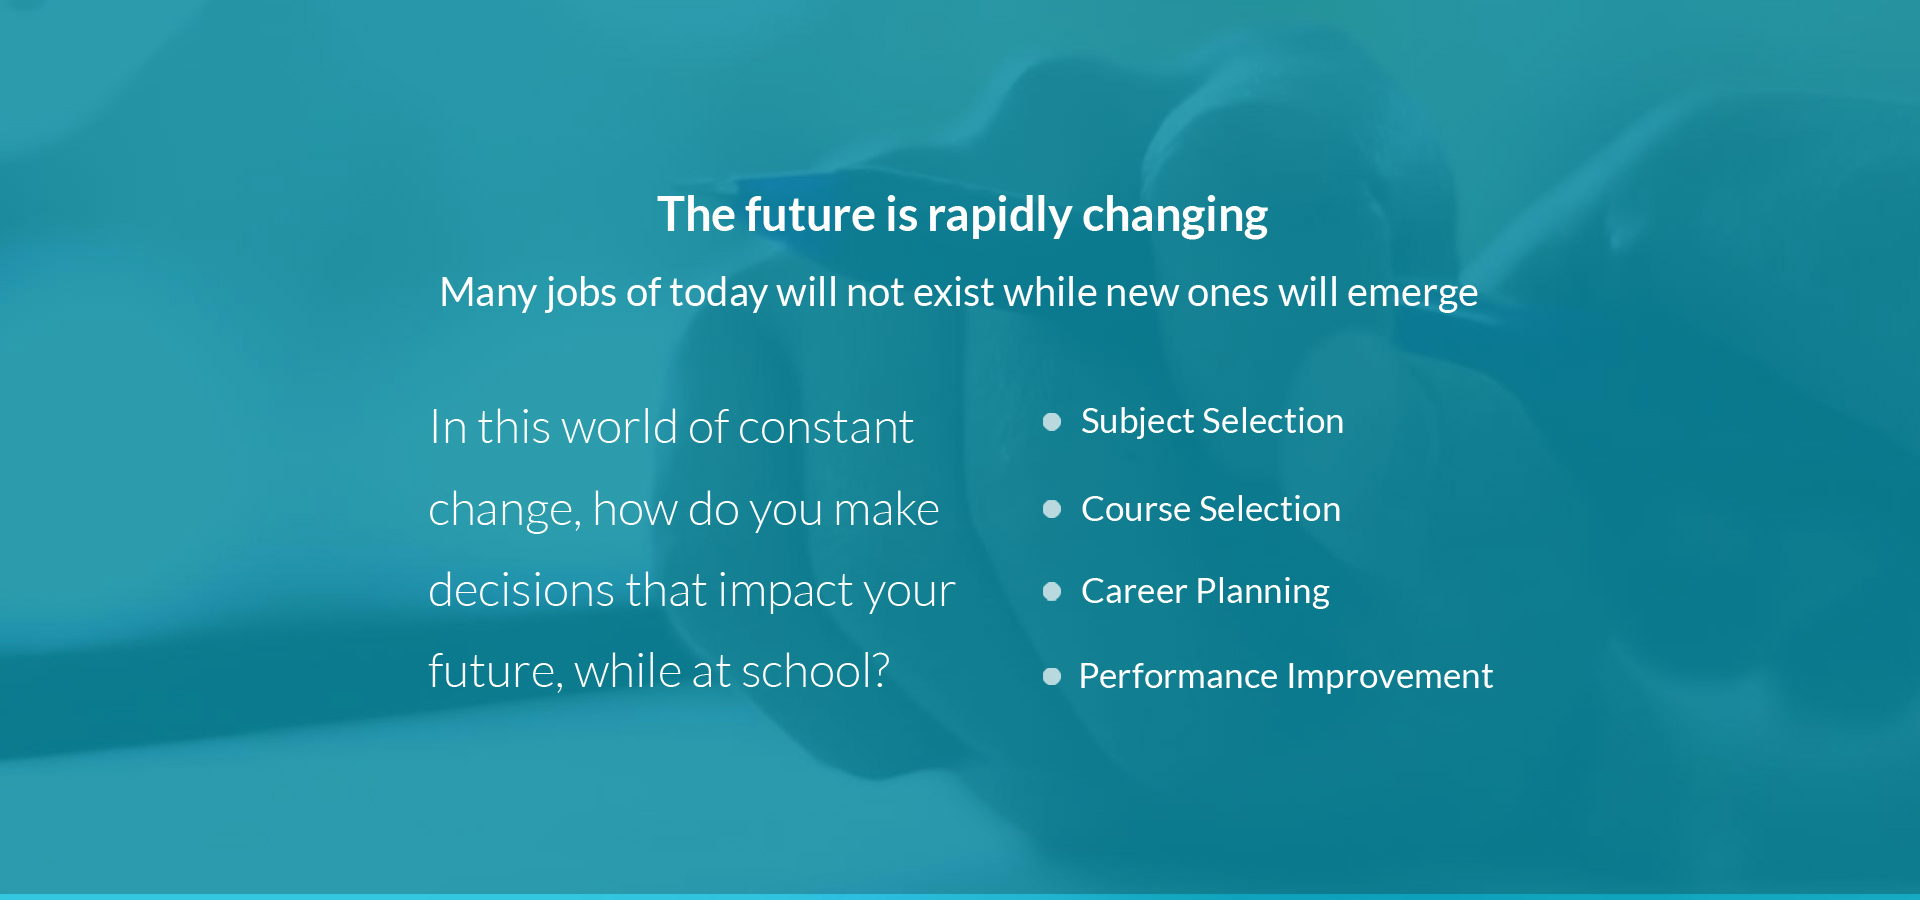 The future is rapidly changing
Many jobs of today will not exist while new ones will emerge
In this world of constant
change, how do you make
decisions that impact your
future, while at school?
Subject Selection
Course Selection
Career Planning
Performance Improvement